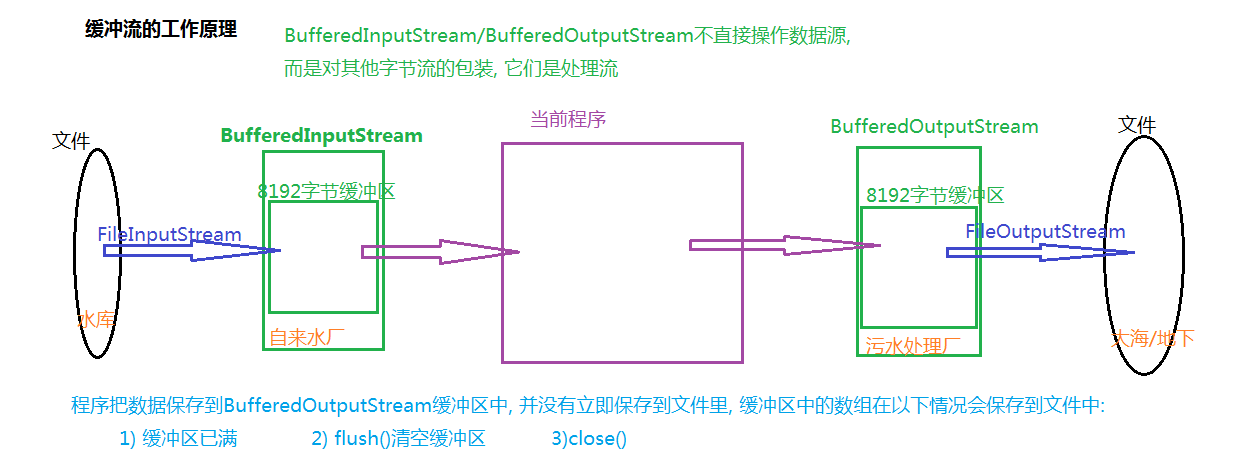 缓冲流的工作原理
BufferedInputStream/BufferedOutputStream不直接操作数据源,
而是对其他字节流的包装, 它们是处理流
文件
BufferedInputStream
当前程序
BufferedOutputStream
文件
8192字节缓冲区
8192字节缓冲区
FileInputStream
FileOutputStream
水库
自来水厂
污水处理厂
大海/地下
程序把数据保存到BufferedOutputStream缓冲区中, 并没有立即保存到文件里, 缓冲区中的数组在以下情况会保存到文件中:
1) 缓冲区已满 2) flush()清空缓冲区 3)close()